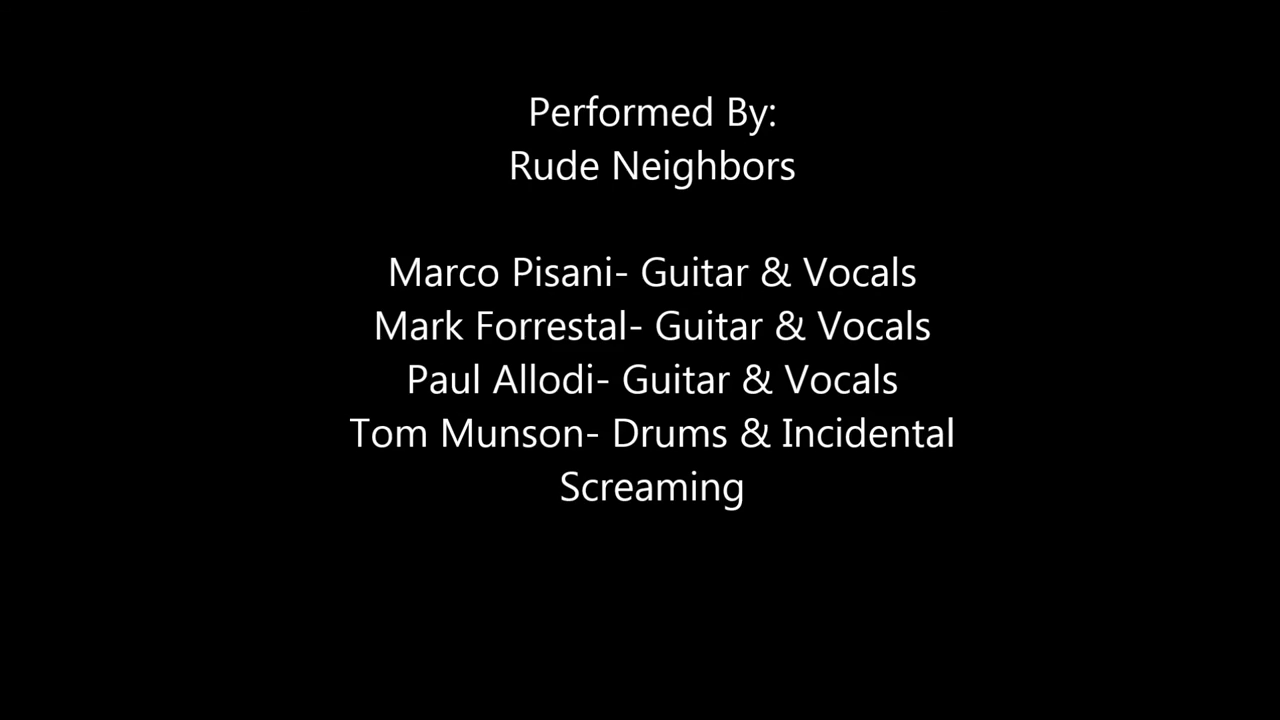 Performed By:
Rude Neighbors
Marco Pisani- Guitar & Vocals
Mark Forrestal- Guitar & Vocals
Paul Allodi- Guitar & Vocals
Tom Munson- Drums & Incidental
Screaming